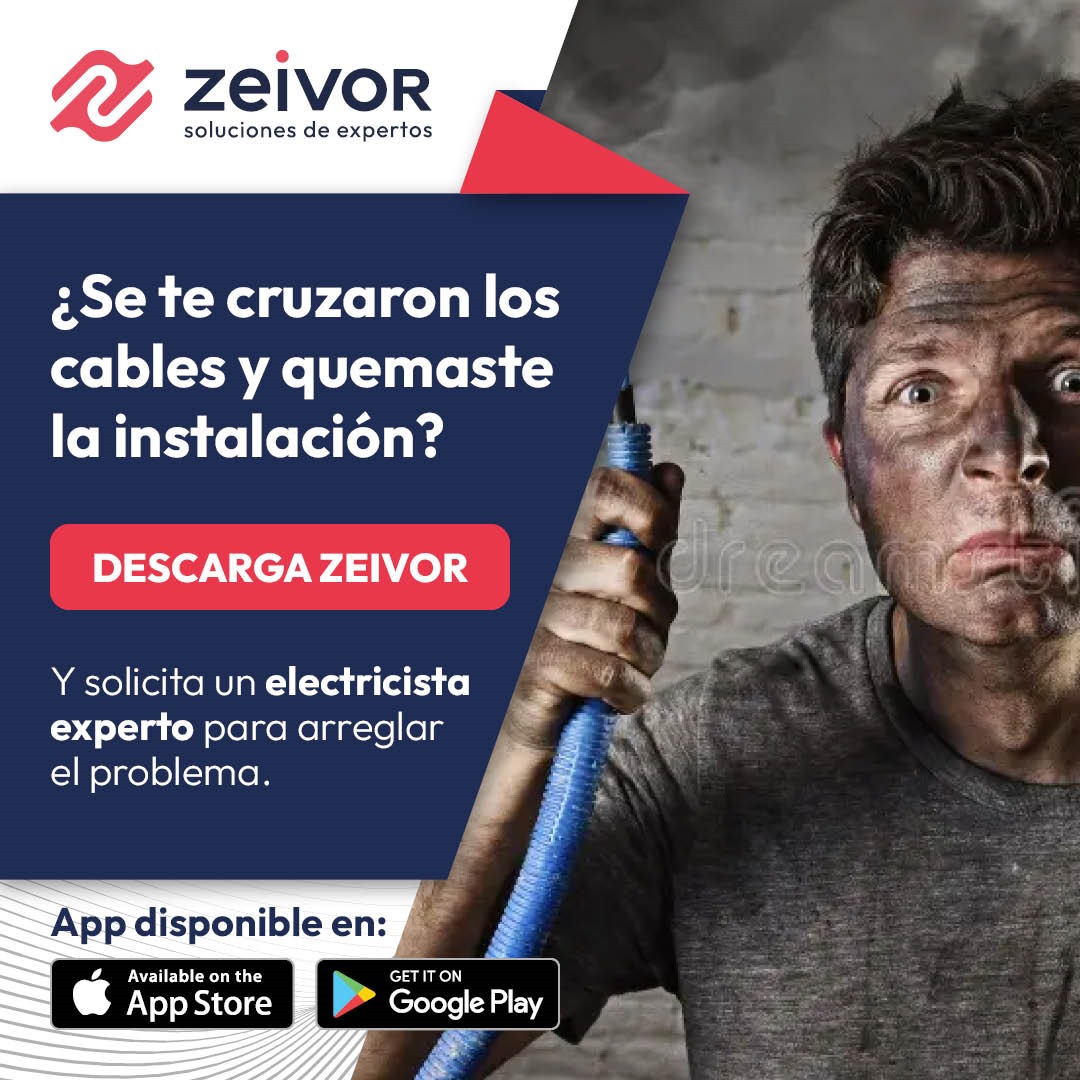 zeivor
soluciones de expertos
¿Se te cruzaron los
cables y quemaste
la instalación?
DESCARGA ZEIVOR
Y solicita un electricista
experto para arreglar
el problema.
App disponible en:
Available on the
App Store
GET IT ON
Google Play